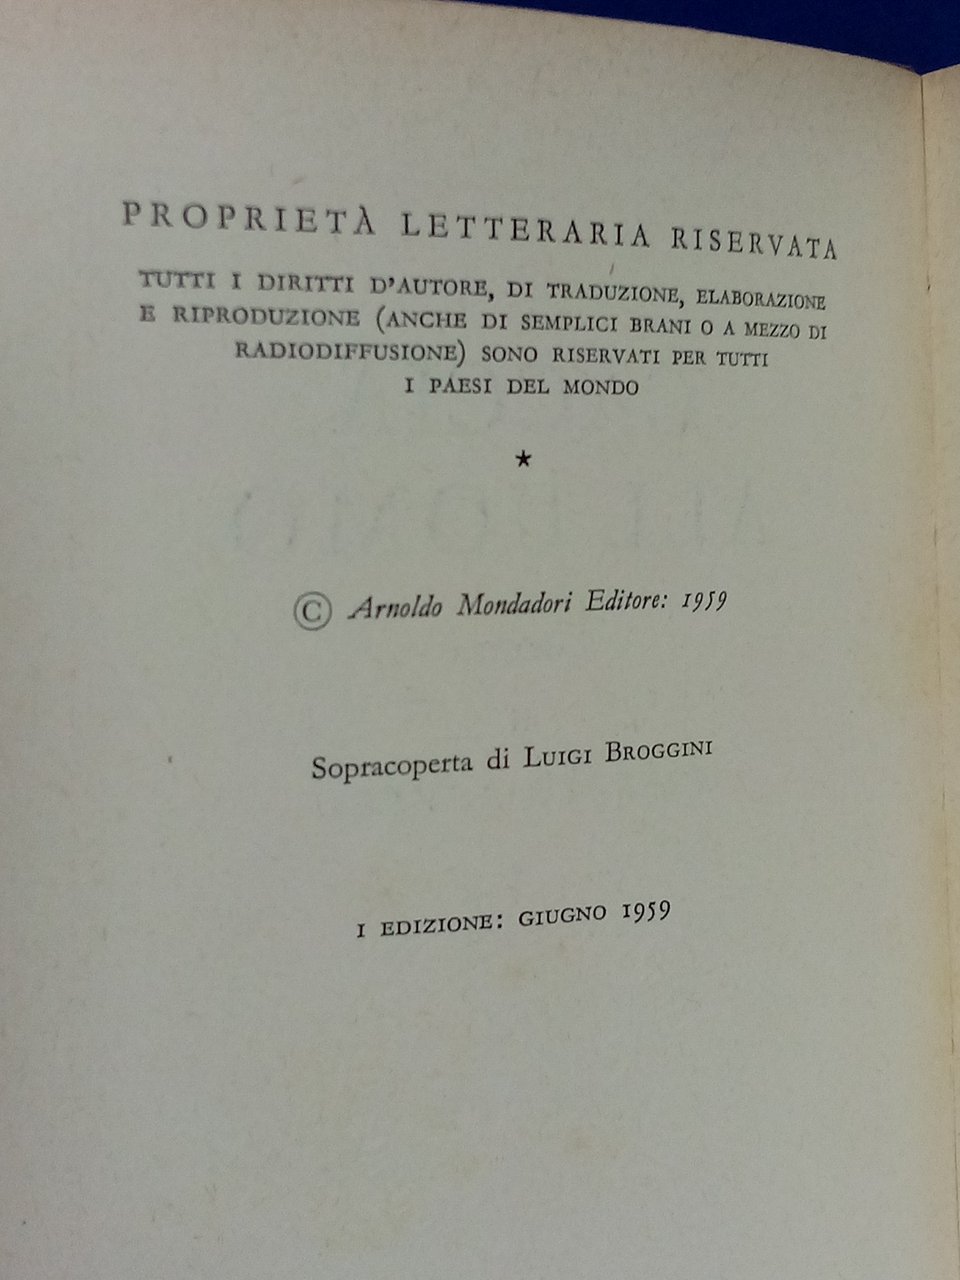 PROPRIETÀ LETTERARIA RISERVATA
TUTTI I DIRITTI D'AUTORE, DI TRADUZIONE, ELABORAZIONE
E RIPRODUZIONE (ANCHE DI SEMPLICI BRANI O A MEZZO DI
RADIODIFFUSIONE) SONO RISERVATI PER TUTTI
I PAESI DEL MONDO
★
© Arnoldo Mondadori Editore: 1959
Sopracoperta di LUIGI BROGGINI
I EDIZIONE: GIUGNO 1959